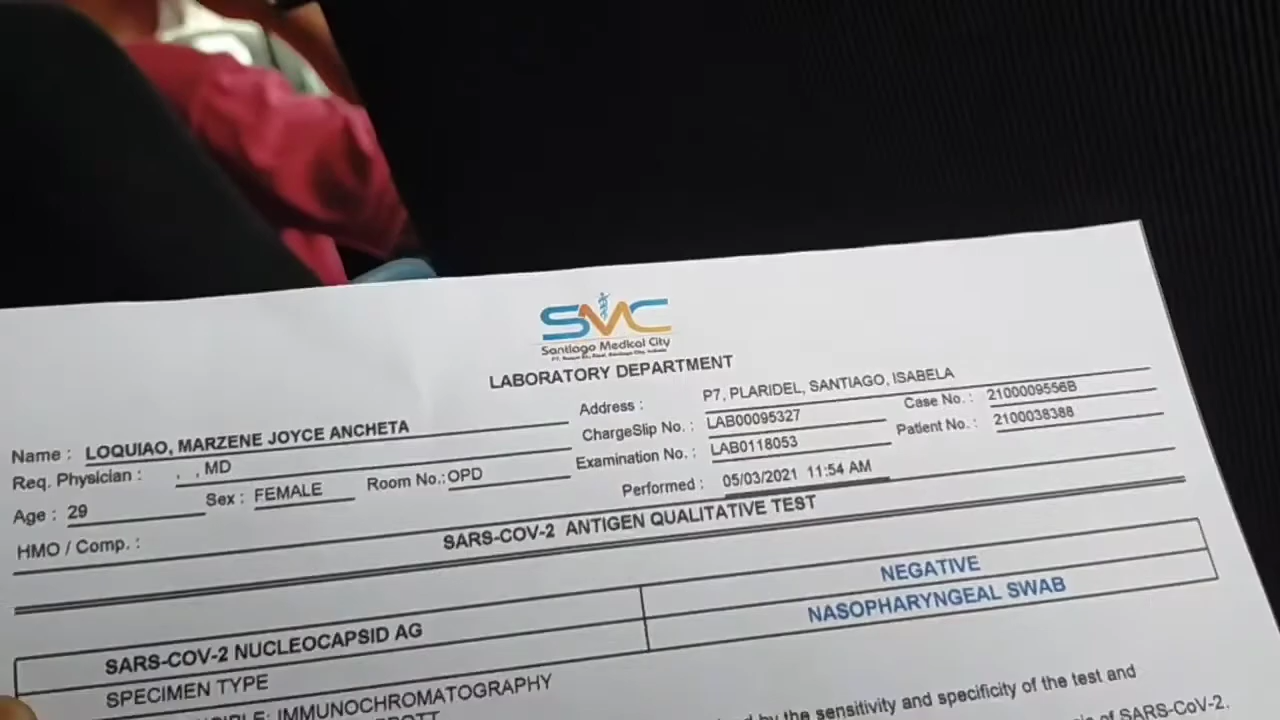 SMC
Santiago Medical City
LABORATORY DEPARTMENT
Name : LOQUIAO, MARZENE JOYCE ANCHETA
Address : P7, PLARIDEL, SANTIAGO, ISABELA
Req. Physician : , , MD
ChargeSlip No. : LAB00095327
Case No. : 2100009556B
Age : 29
Sex : FEMALE
Room No.: OPD
Examination No. : LAB0118053
Patient No. : 2100038388
HMO / Comp. :
Performed : 05/03/2021 11:54 AM
SARS-COV-2 ANTIGEN QUALITATIVE TEST
SARS-COV-2 NUCLEOCAPSID AG NEGATIVE
SPECIMEN TYPE NASOPHARYNGEAL SWAB
IMMUNOCHROMATOGRAPHY
by the sensitivity and specificity of the test and
of SARS-CoV-2.